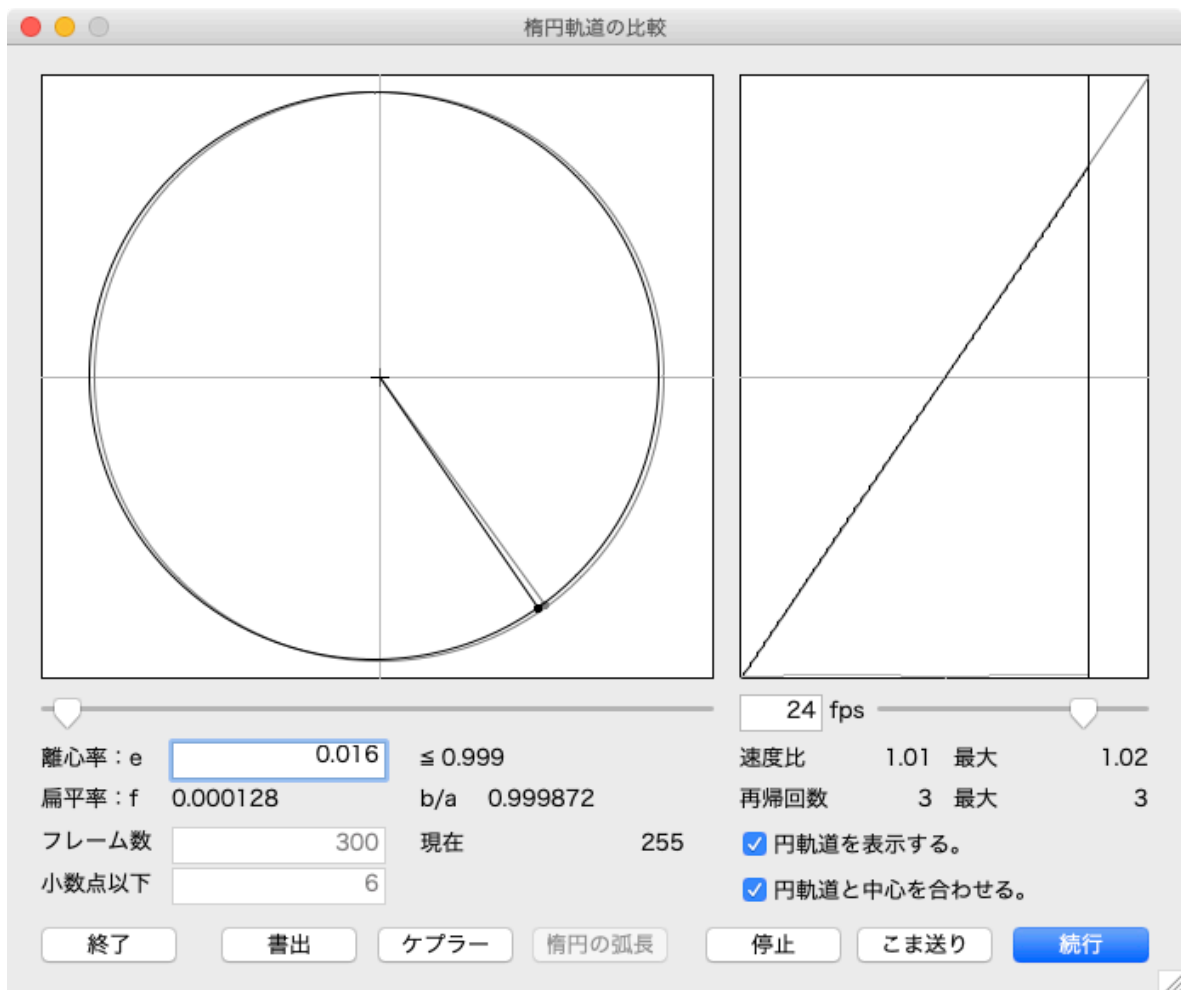 楕円軌道の比較
24 fps
離心率：e 0.016 ≦ 0.999 速度比 1.01 最大 1.02
扁平率：f 0.000128 b/a 0.999872 再帰回数 3 最大 3
フレーム数 300 現在 255 円軌道を表示する。
小数点以下 6 円軌道と中心を合わせる。
終了 書出 ケプラー 楕円の弧長 停止 こま送り 続行